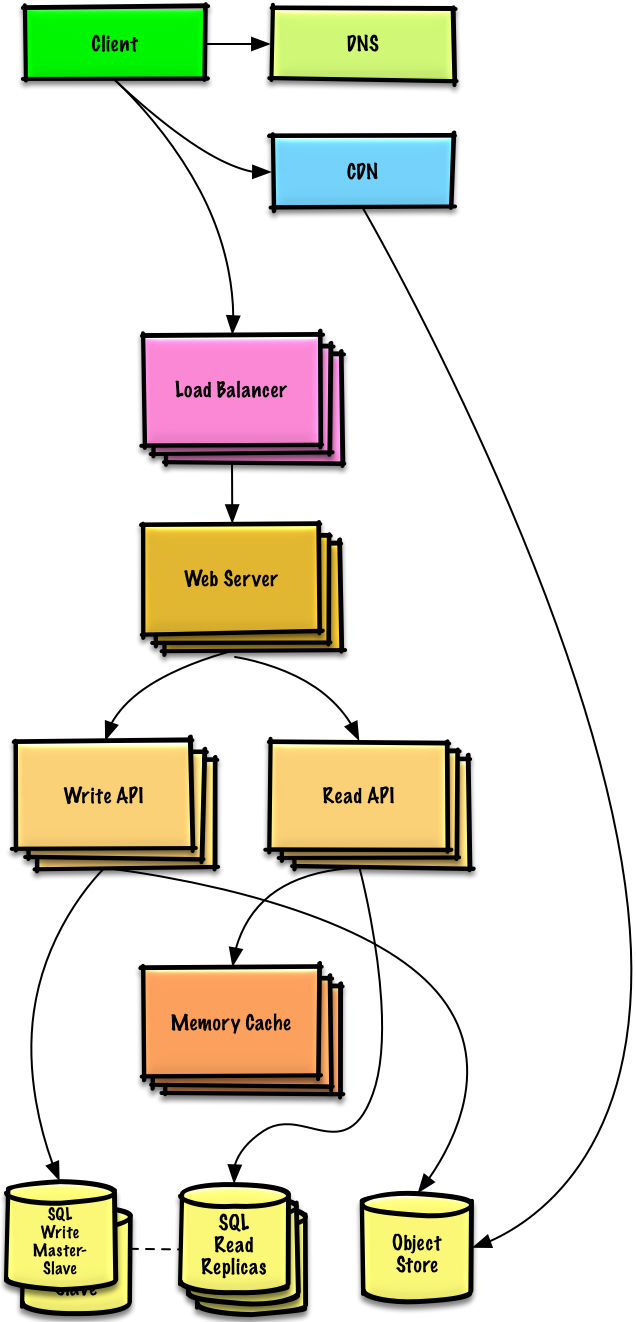 Client
DNS
CDN
Load Balancer
Web Server
Write API
Read API
Memory Cache
SQL
Write
Master-
Slave
Slave
SQL
Read
Replicas
Object
Store